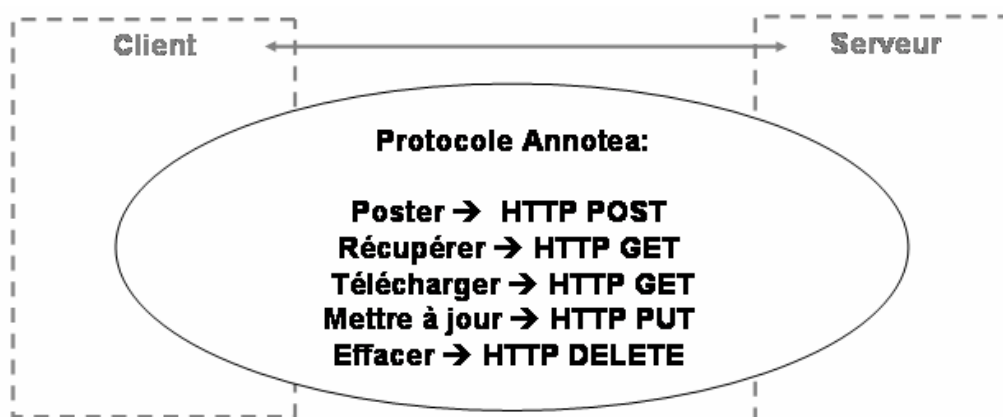 Client
Serveur
Protocole Annotea:
Poster → HTTP POST
Récupérer → HTTP GET
Télécharger → HTTP GET
Mettre à jour → HTTP PUT
Effacer → HTTP DELETE